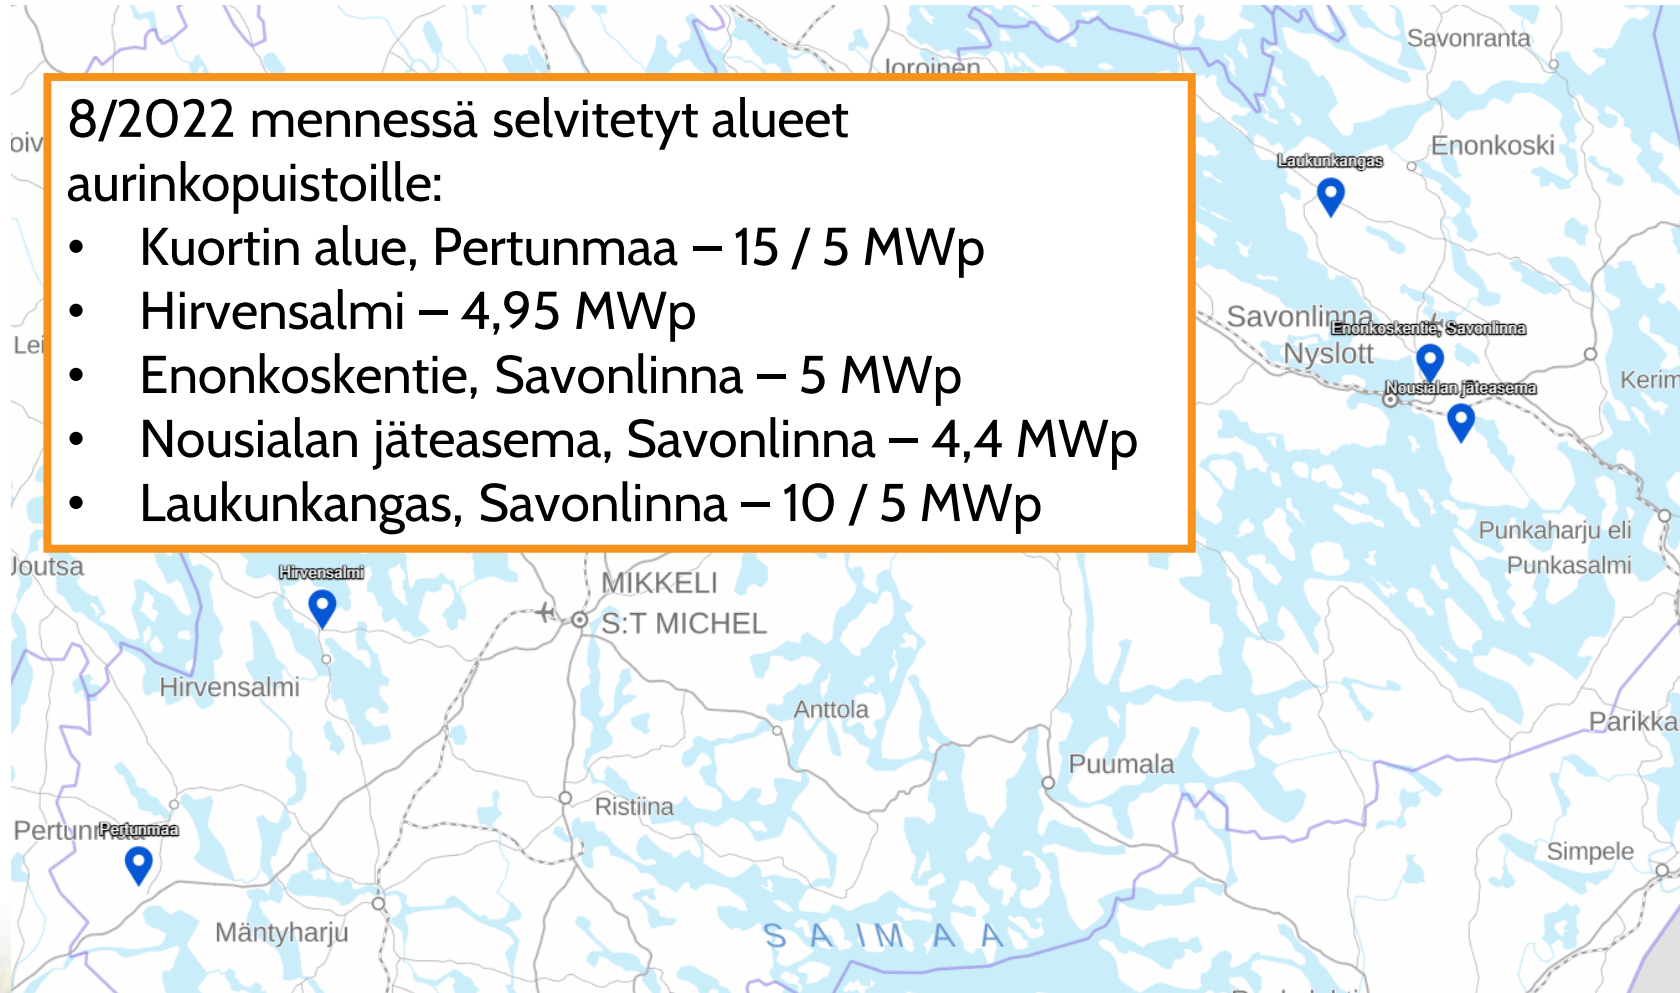 Savonranta
Joroinen
8/2022 mennessä selvitetyt alueet
aurinkopuistoille:
• Kuortin alue, Pertunmaa – 15 / 5 MWp
• Hirvensalmi – 4,95 MWp
• Enonkoskentie, Savonlinna – 5 MWp
• Nousialan jäteasema, Savonlinna – 4,4 MWp
• Laukunkangas, Savonlinna – 10 / 5 MWp
Enonkoski
Laukunkangas
Savonlinna
Enonkoskentie, Savonlinna
Nyslott
Kerim
Nousialan jäteasema
Lei
Punkaharju eli
Punkasalmi
Joutsa
Hirvensalmi
MIKKELI
S:T MICHEL
Hirvensalmi
Anttola
Parikka
Puumala
Ristiina
Pertunmaa
Pertunmaa
Simpele
Mäntyharju
SAIMAA